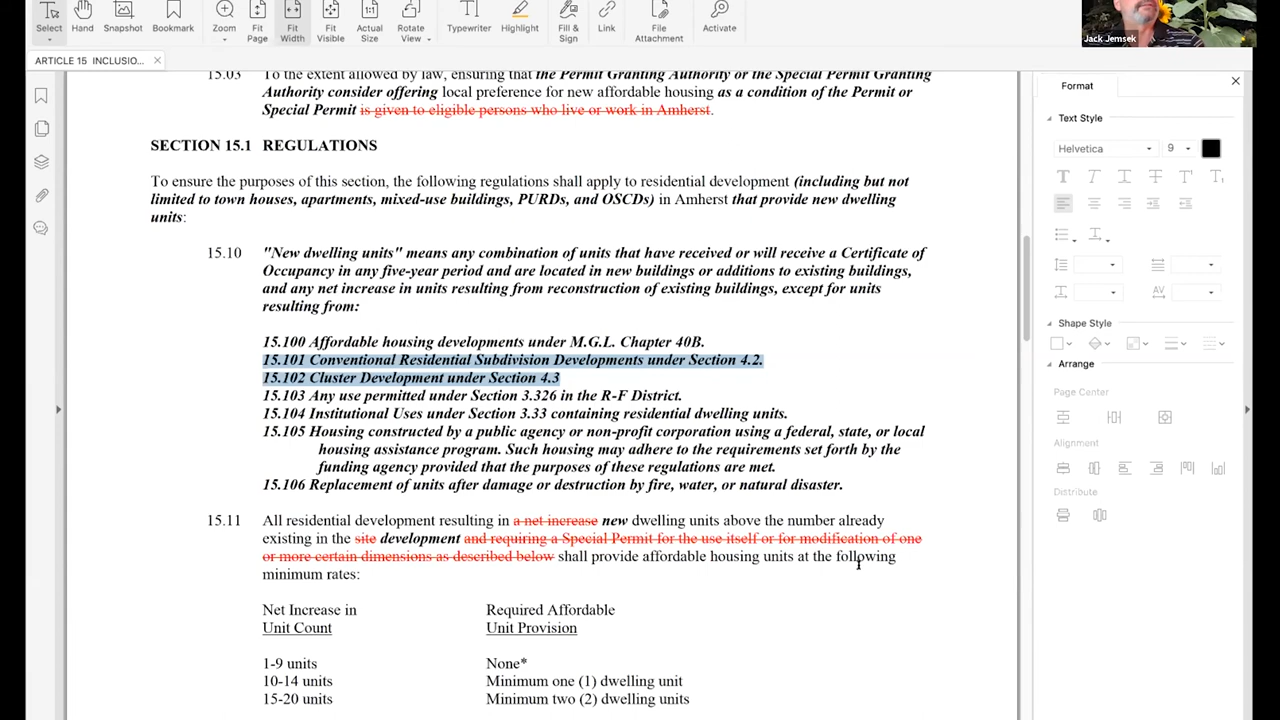 Jack Jemsek
Select
Hand
Snapshot
Bookmark
Zoom
Fit Page
Fit Width
Fit Visible
Actual Size
Rotate View
Typewriter
Highlight
Fill & Sign
Link
File Attachment
Activate
ARTICLE 15 INCLUSIO...
15.03 To the extent allowed by law, ensuring that the Permit Granting Authority or the Special Permit Granting
Authority consider offering local preference for new affordable housing as a condition of the Permit or
Special Permit is given to eligible persons who live or work in Amherst.
SECTION 15.1 REGULATIONS
To ensure the purposes of this section, the following regulations shall apply to residential development (including but not
limited to town houses, apartments, mixed-use buildings, PURDs, and OSCDs) in Amherst that provide new dwelling
units:
15.10 "New dwelling units" means any combination of units that have received or will receive a Certificate of
Occupancy in any five-year period and are located in new buildings or additions to existing buildings,
and any net increase in units resulting from reconstruction of existing buildings, except for units
resulting from:
15.100 Affordable housing developments under M.G.L. Chapter 40B.
15.101 Conventional Residential Subdivision Developments under Section 4.2.
15.102 Cluster Development under Section 4.3
15.103 Any use permitted under Section 3.326 in the R-F District.
15.104 Institutional Uses under Section 3.33 containing residential dwelling units.
15.105 Housing constructed by a public agency or non-profit corporation using a federal, state, or local
housing assistance program. Such housing may adhere to the requirements set forth by the
funding agency provided that the purposes of these regulations are met.
15.106 Replacement of units after damage or destruction by fire, water, or natural disaster.
15.11 All residential development resulting in a net increase new dwelling units above the number already
existing in the site development and requiring a Special Permit for the use itself or for modification of one
or more certain dimensions as described below shall provide affordable housing units at the following
minimum rates:
Net Increase in Required Affordable
Unit Count Unit Provision
1-9 units None*
10-14 units Minimum one (1) dwelling unit
15-20 units Minimum two (2) dwelling units
Format
Text Style
Helvetica 9
Shape Style
Arrange
Page Center
Alignment
Distribute